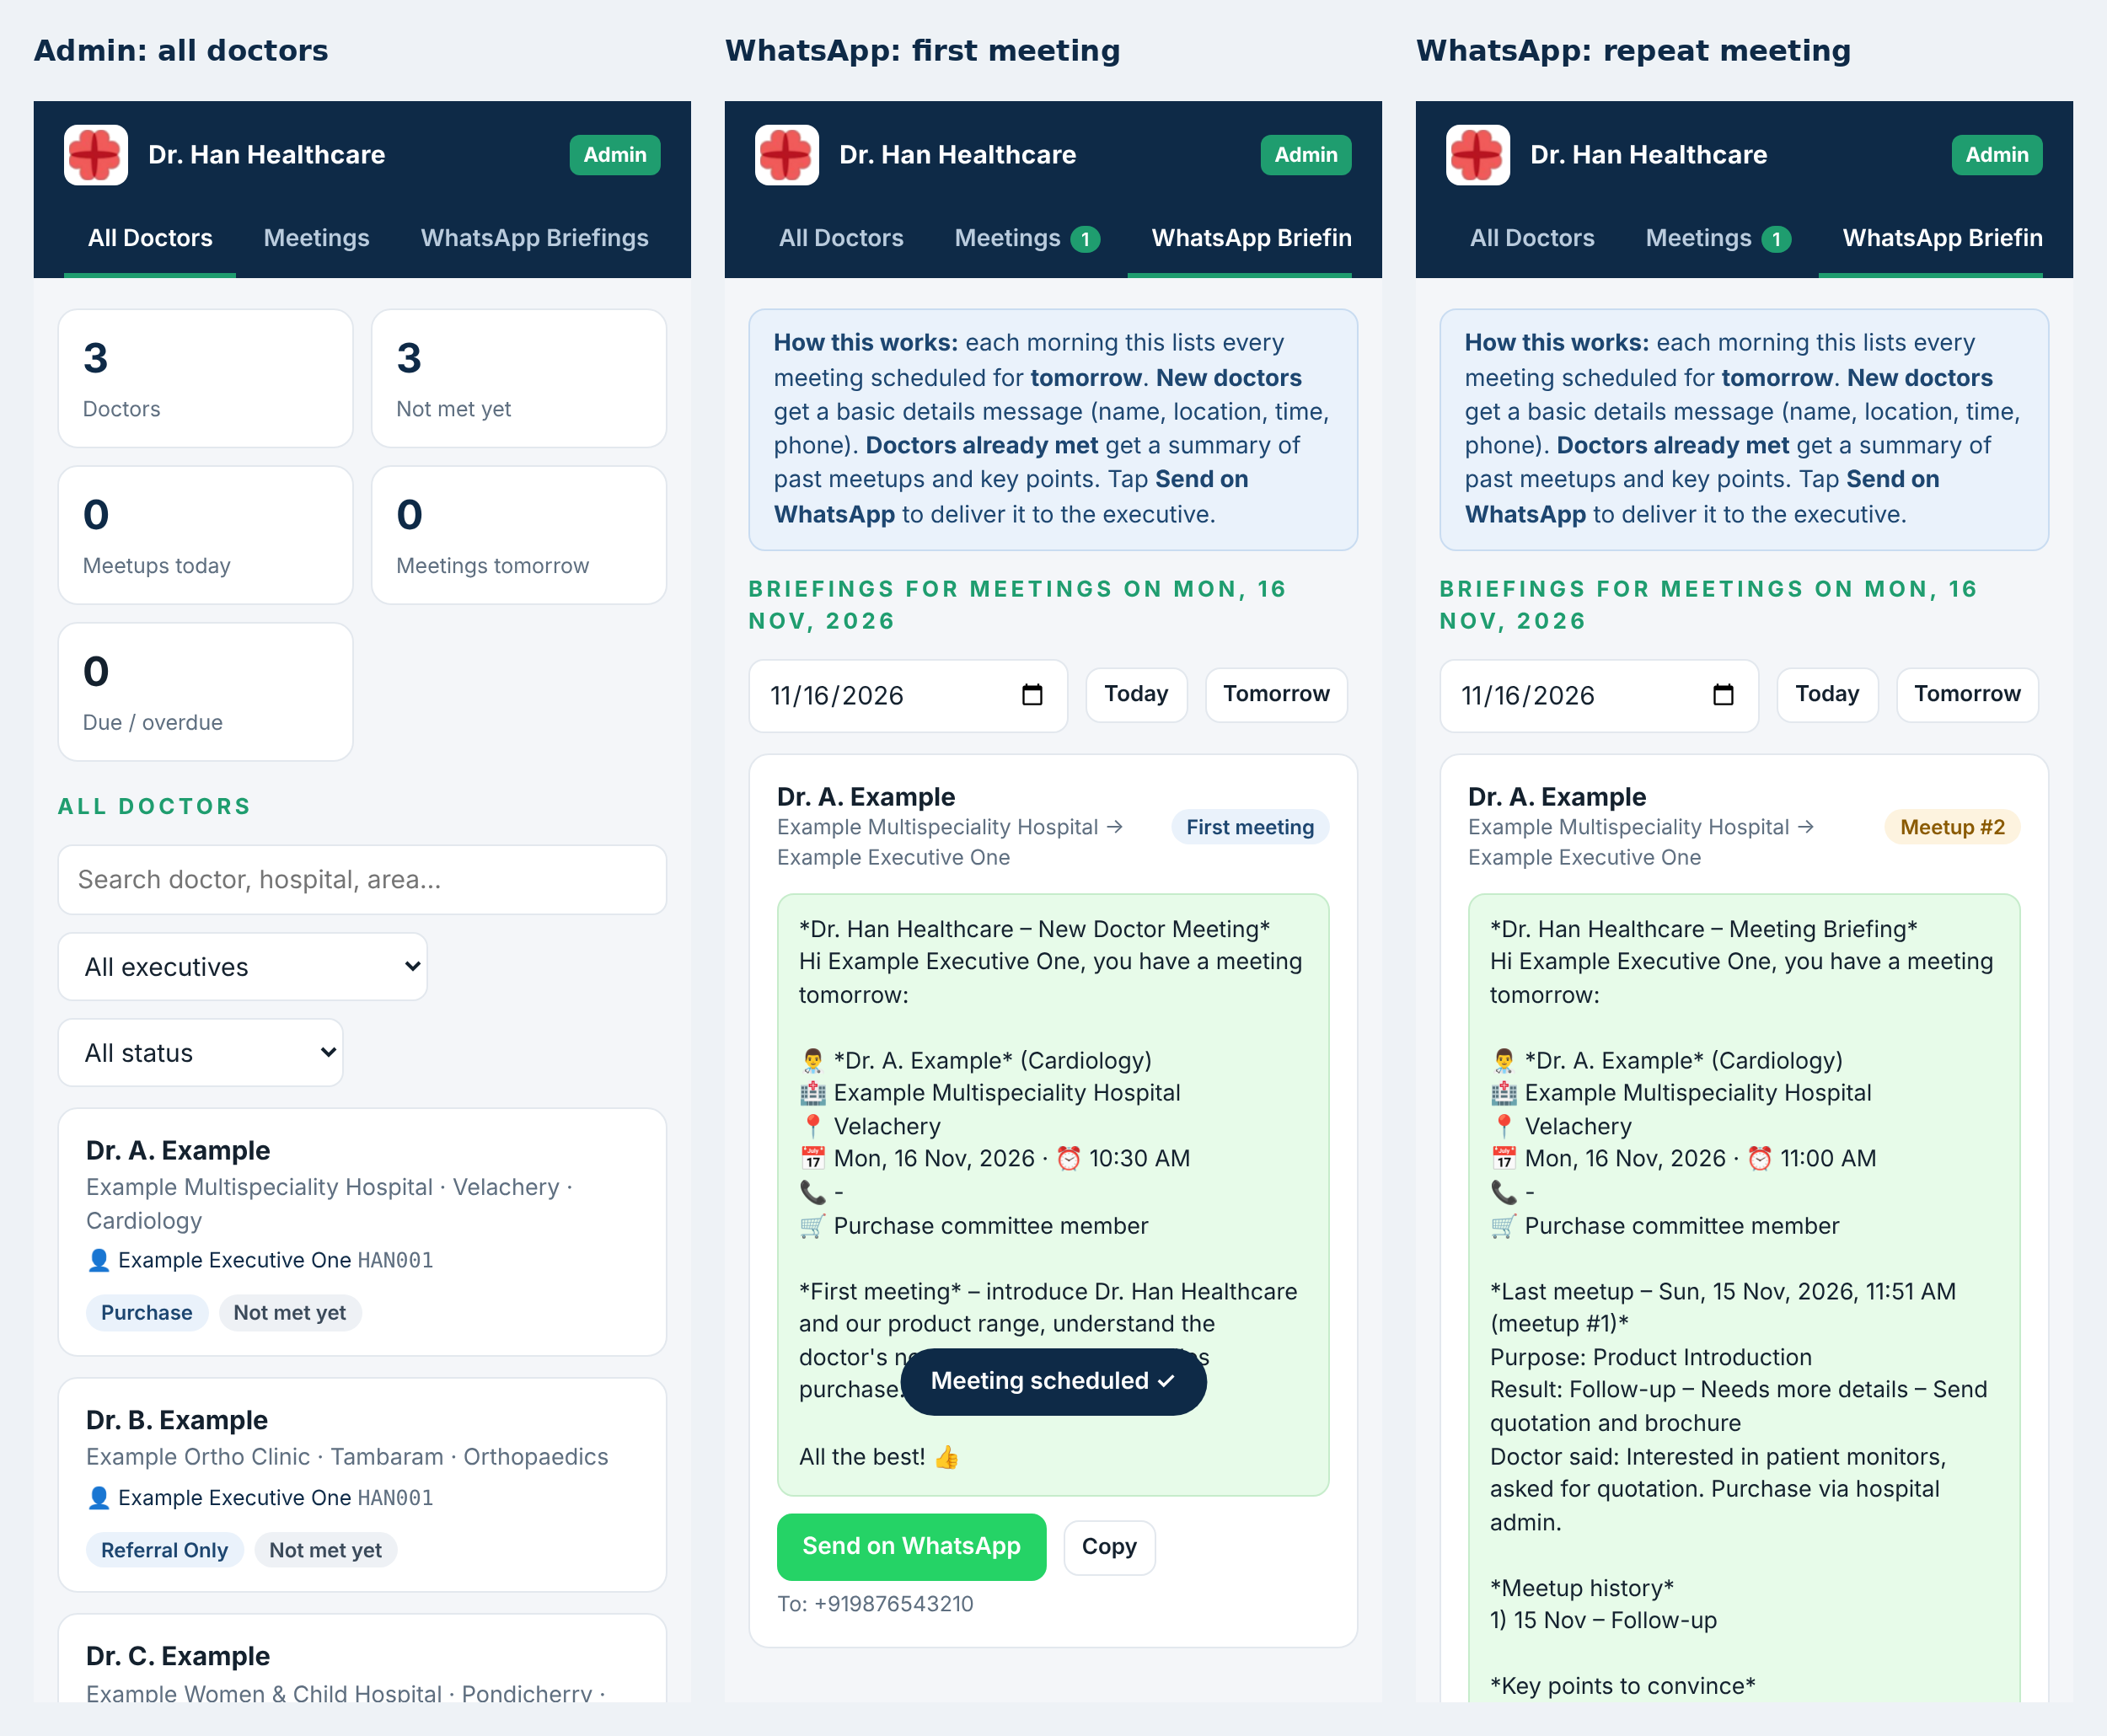 Admin: all doctors
Dr. Han Healthcare
Admin
All Doctors
Meetings
WhatsApp Briefings
3
Doctors
3
Not met yet
0
Meetups today
0
Meetings tomorrow
0
Due / overdue
ALL DOCTORS
Search doctor, hospital, area...
All executives
All status
Dr. A. Example
Example Multispeciality Hospital · Velachery ·
Cardiology
👤 Example Executive One HAN001
Purchase
Not met yet
Dr. B. Example
Example Ortho Clinic · Tambaram · Orthopaedics
👤 Example Executive One HAN001
Referral Only
Not met yet
Dr. C. Example
Example Women & Child Hospital · Pondicherry ·
WhatsApp: first meeting
Dr. Han Healthcare
Admin
All Doctors
Meetings 1
WhatsApp Briefin
How this works: each morning this lists every
meeting scheduled for tomorrow. New doctors
get a basic details message (name, location, time,
phone). Doctors already met get a summary of
past meetups and key points. Tap Send on
WhatsApp to deliver it to the executive.
BRIEFINGS FOR MEETINGS ON MON, 16
NOV, 2026
11/16/2026
Today
Tomorrow
Dr. A. Example
Example Multispeciality Hospital →
Example Executive One
First meeting
*Dr. Han Healthcare – New Doctor Meeting*
Hi Example Executive One, you have a meeting
tomorrow:
👨‍⚕️ *Dr. A. Example* (Cardiology)
🏥 Example Multispeciality Hospital
📍 Velachery
📅 Mon, 16 Nov, 2026 · ⏰ 10:30 AM
📞 -
🛒 Purchase committee member
*First meeting* – introduce Dr. Han Healthcare
and our product range, understand the
doctor's
purchase.
Meeting scheduled ✓
All the best! 👍
Send on WhatsApp
Copy
To: +919876543210
WhatsApp: repeat meeting
Dr. Han Healthcare
Admin
All Doctors
Meetings 1
WhatsApp Briefin
How this works: each morning this lists every
meeting scheduled for tomorrow. New doctors
get a basic details message (name, location, time,
phone). Doctors already met get a summary of
past meetups and key points. Tap Send on
WhatsApp to deliver it to the executive.
BRIEFINGS FOR MEETINGS ON MON, 16
NOV, 2026
11/16/2026
Today
Tomorrow
Dr. A. Example
Example Multispeciality Hospital →
Example Executive One
Meetup #2
*Dr. Han Healthcare – Meeting Briefing*
Hi Example Executive One, you have a meeting
tomorrow:
👨‍⚕️ *Dr. A. Example* (Cardiology)
🏥 Example Multispeciality Hospital
📍 Velachery
📅 Mon, 16 Nov, 2026 · ⏰ 11:00 AM
📞 -
🛒 Purchase committee member
*Last meetup – Sun, 15 Nov, 2026, 11:51 AM
(meetup #1)*
Purpose: Product Introduction
Result: Follow-up – Needs more details – Send
quotation and brochure
Doctor said: Interested in patient monitors,
asked for quotation. Purchase via hospital
admin.
*Meetup history*
1) 15 Nov – Follow-up
*Key points to convince*